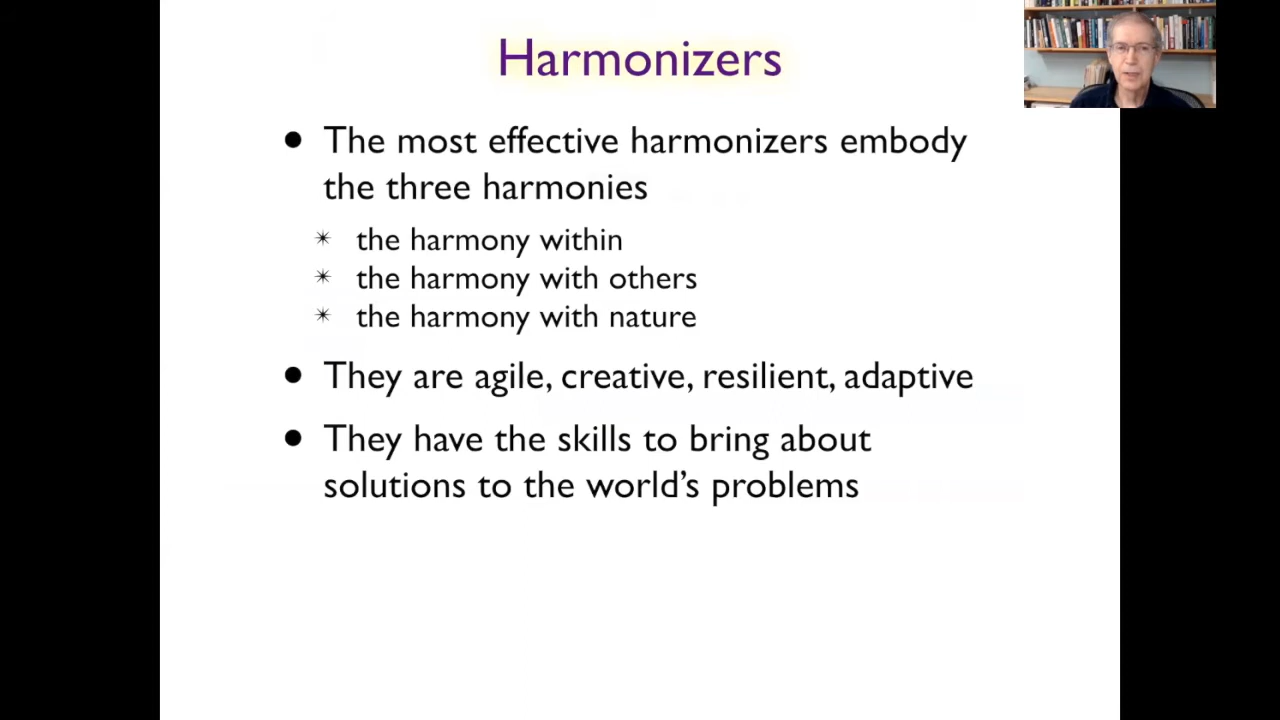 Harmonizers
• The most effective harmonizers embody
the three harmonies
✴ the harmony within
✴ the harmony with others
✴ the harmony with nature
• They are agile, creative, resilient, adaptive
• They have the skills to bring about
solutions to the world’s problems